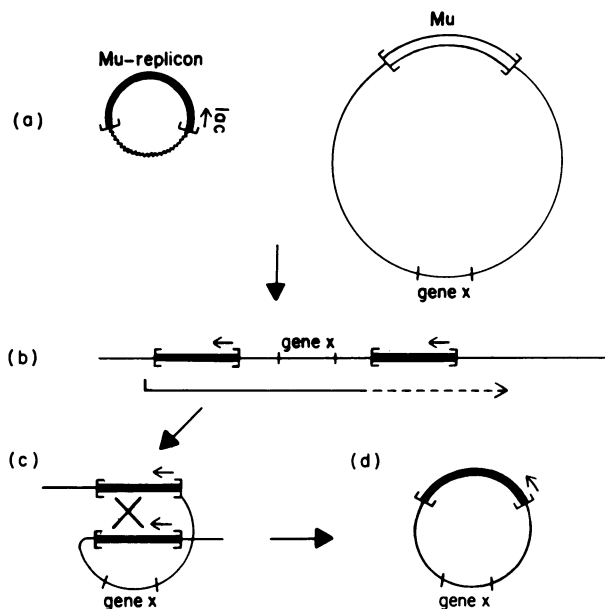 Mu
Mu-replicon
(a)
lac
gene x
(b)
gene x
(c)
gene x
(d)
gene x